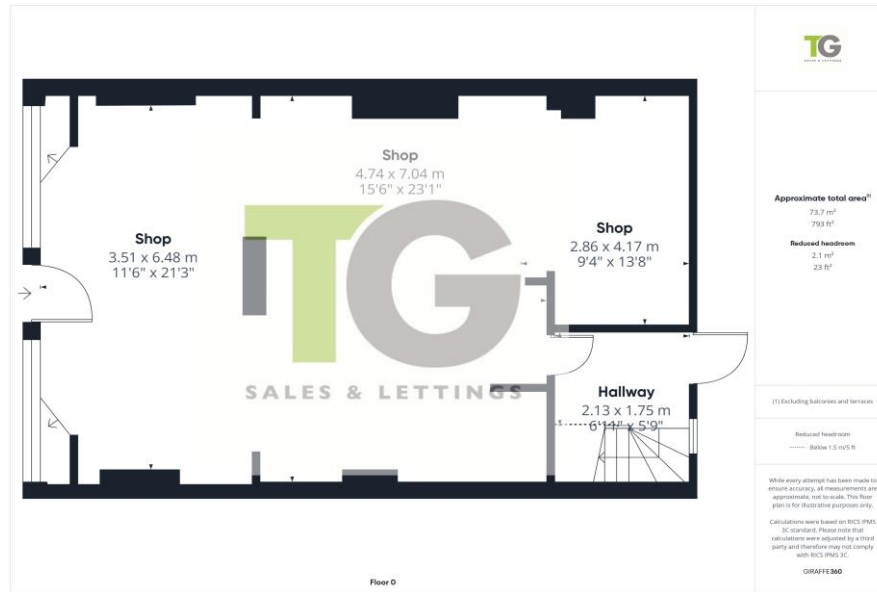 TG
SALES & LETTINGS
Shop
4.74 x 7.04 m
15'6" x 23'1"
Shop
3.51 x 6.48 m
11'6" x 21'3"
Shop
2.86 x 4.17 m
9'4" x 13'8"
TG
SALES & LETTINGS
Hallway
2.13 x 1.75 m
6'11" x 5'9"
Floor 0
Approximate total area(1)
73.7 m²
793 ft²
Reduced headroom
2.1 m²
23 ft²
(1) Excluding balconies and terraces
Reduced headroom
Below 1.5 m/5 ft
While every attempt has been made to
ensure accuracy, all measurements are
approximate, not to scale. This floor
plan is for illustrative purposes only.
Calculations were based on RICS IPMS
3C standard. Please note that
calculations were adjusted by a third
party and therefore may not comply
with RICS IPMS 3C.
GIRAFFE360